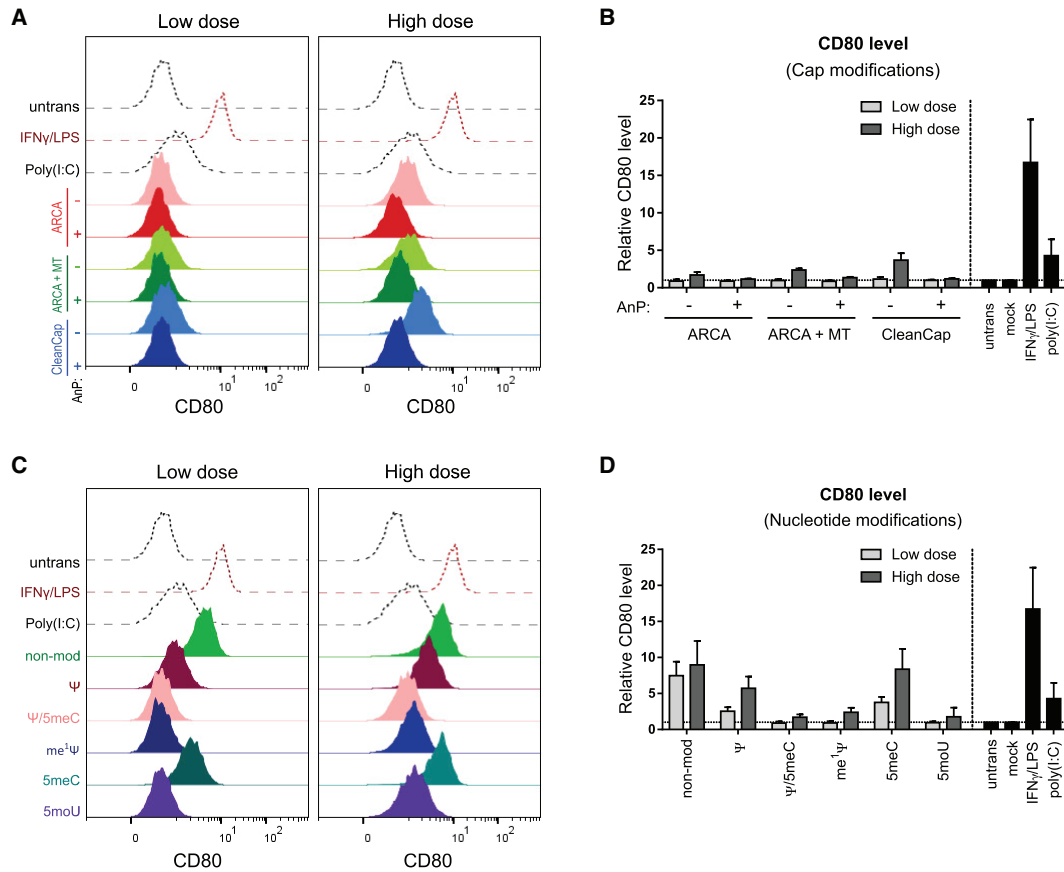 A
Low dose
High dose
untrans
IFNγ/LPS
Poly(I:C)
ARCA
-
+
ARCA + MT
-
+
CleanCap
-
+
AnP:
0
10¹
10²
0
10¹
10²
CD80
CD80
B
CD80 level
(Cap modifications)
Low dose
High dose
Relative CD80 level
25
20
15
10
5
0
AnP:
-
+
-
+
-
+
ARCA
ARCA + MT
CleanCap
untrans
mock
IFNγ/LPS
poly(I:C)
C
Low dose
High dose
untrans
IFNγ/LPS
Poly(I:C)
non-mod
Ψ
Ψ/5meC
me¹Ψ
5meC
5moU
0
10¹
10²
0
10¹
10²
CD80
CD80
D
CD80 level
(Nucleotide modifications)
Low dose
High dose
Relative CD80 level
25
20
15
10
5
0
non-mod
Ψ
Ψ/5meC
me¹Ψ
5meC
5moU
untrans
mock
IFNγ/LPS
poly(I:C)